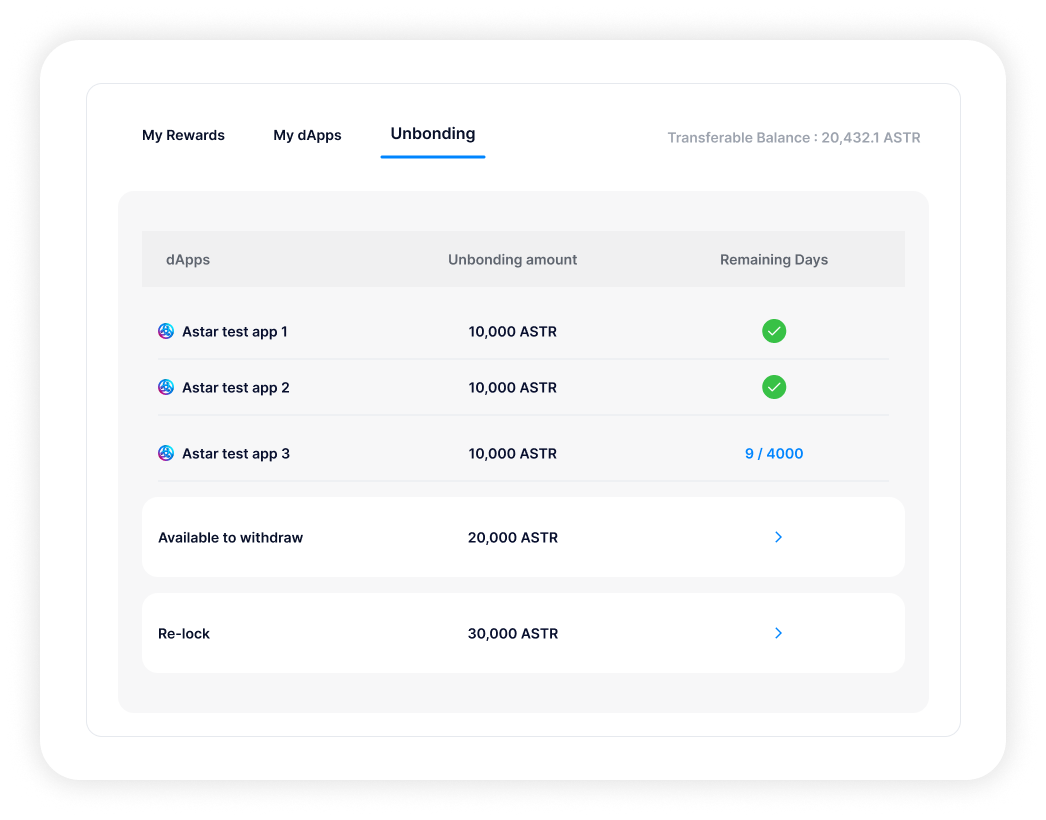 My Rewards My dApps Unbonding Transferable Balance : 20,432.1 ASTR
dApps Unbonding amount Remaining Days
Astar test app 1 10,000 ASTR
Astar test app 2 10,000 ASTR
Astar test app 3 10,000 ASTR 9 / 4000
Available to withdraw 20,000 ASTR
Re-lock 30,000 ASTR